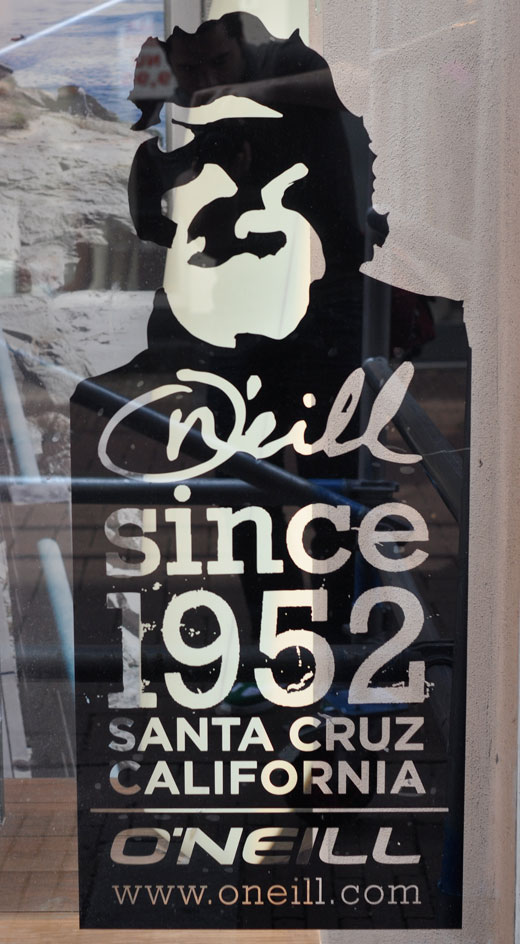 O'neill
since
1952
SANTA CRUZ
CALIFORNIA
O'NEILL
www.oneill.com